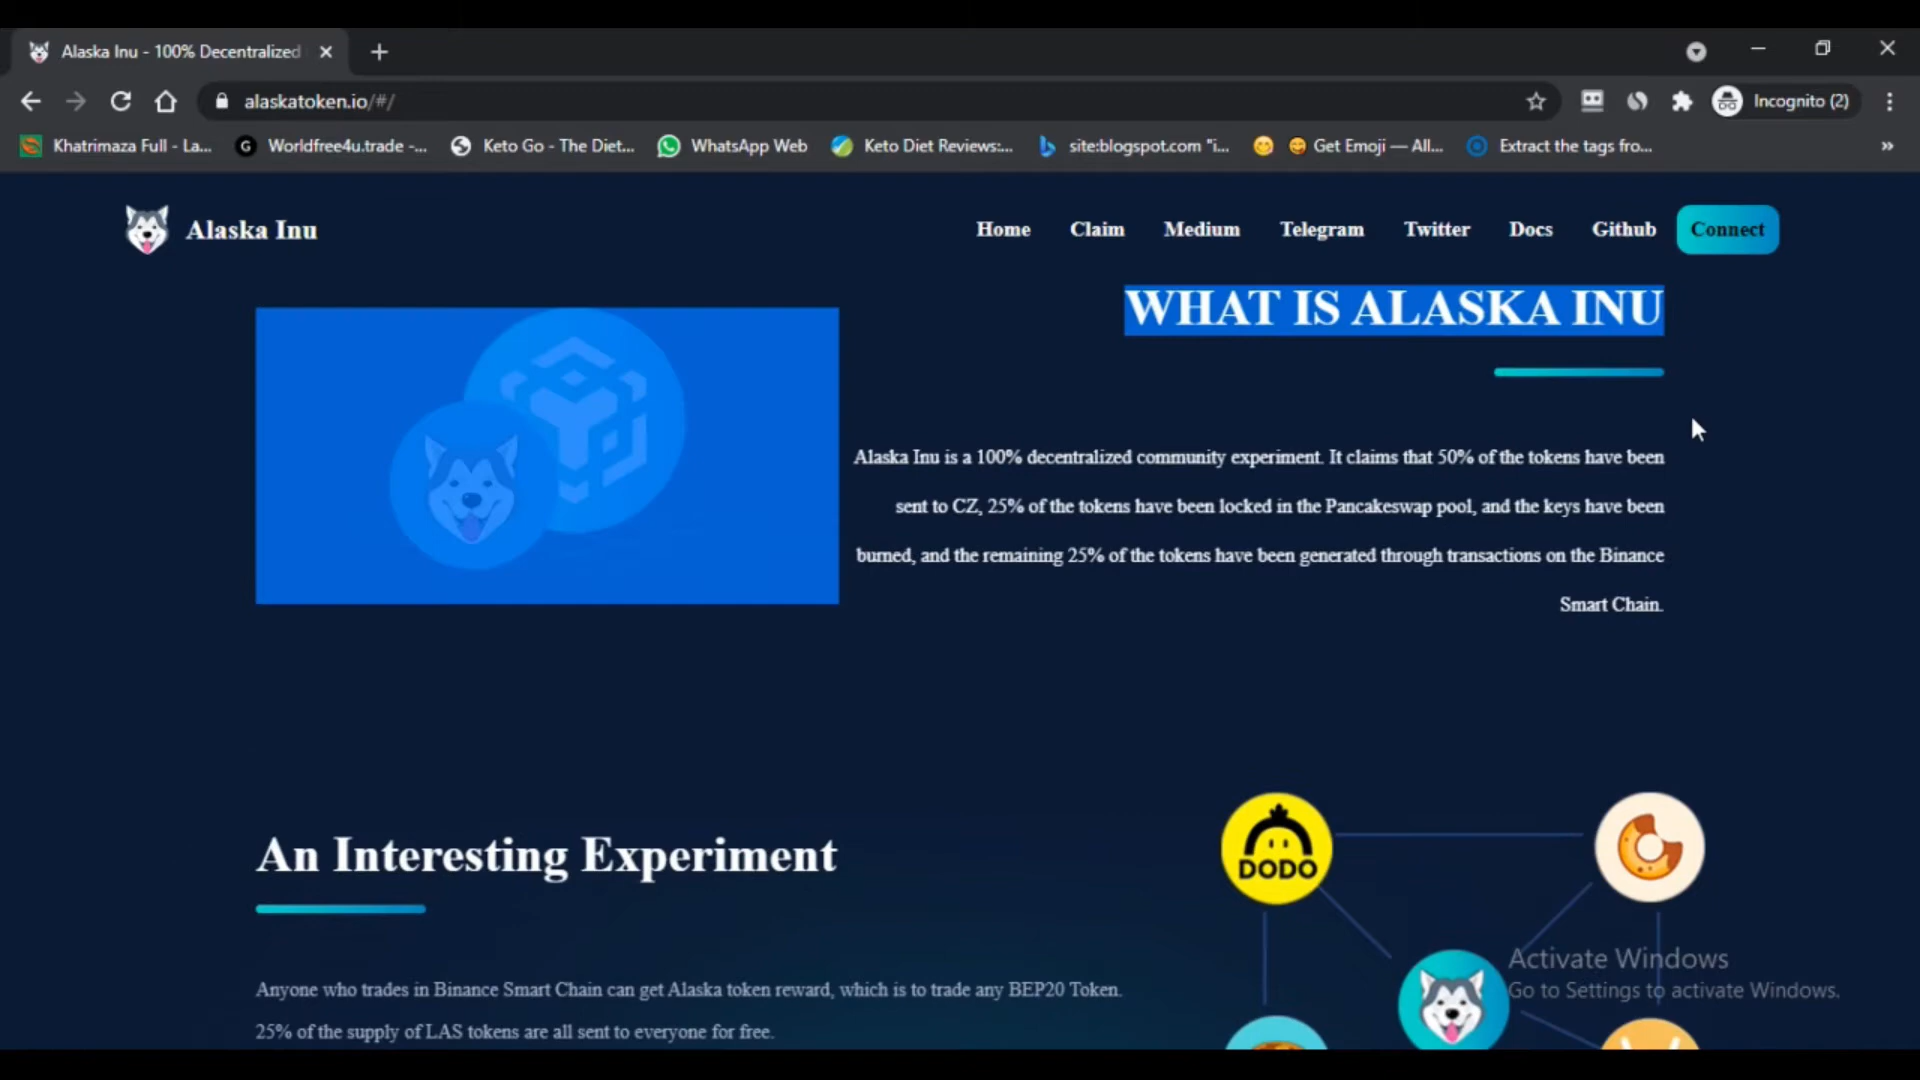 Alaska Inu - 100% Decentralized
alaskatoken.io/#/
Incognito (2)
Khatrimaza Full - La...
Worldfree4u.trade -...
Keto Go - The Diet...
WhatsApp Web
Keto Diet Reviews:...
site:blogspot.com "i...
Get Emoji — All...
Extract the tags fro...
Alaska Inu
Home
Claim
Medium
Telegram
Twitter
Docs
Github
Connect
WHAT IS ALASKA INU
Alaska Inu is a 100% decentralized community experiment. It claims that 50% of the tokens have been
sent to CZ, 25% of the tokens have been locked in the Pancakeswap pool, and the keys have been
burned, and the remaining 25% of the tokens have been generated through transactions on the Binance
Smart Chain.
An Interesting Experiment
DODO
Anyone who trades in Binance Smart Chain can get Alaska token reward, which is to trade any BEP20 Token.
25% of the supply of LAS tokens are all sent to everyone for free.
Activate Windows
Go to Settings to activate Windows.